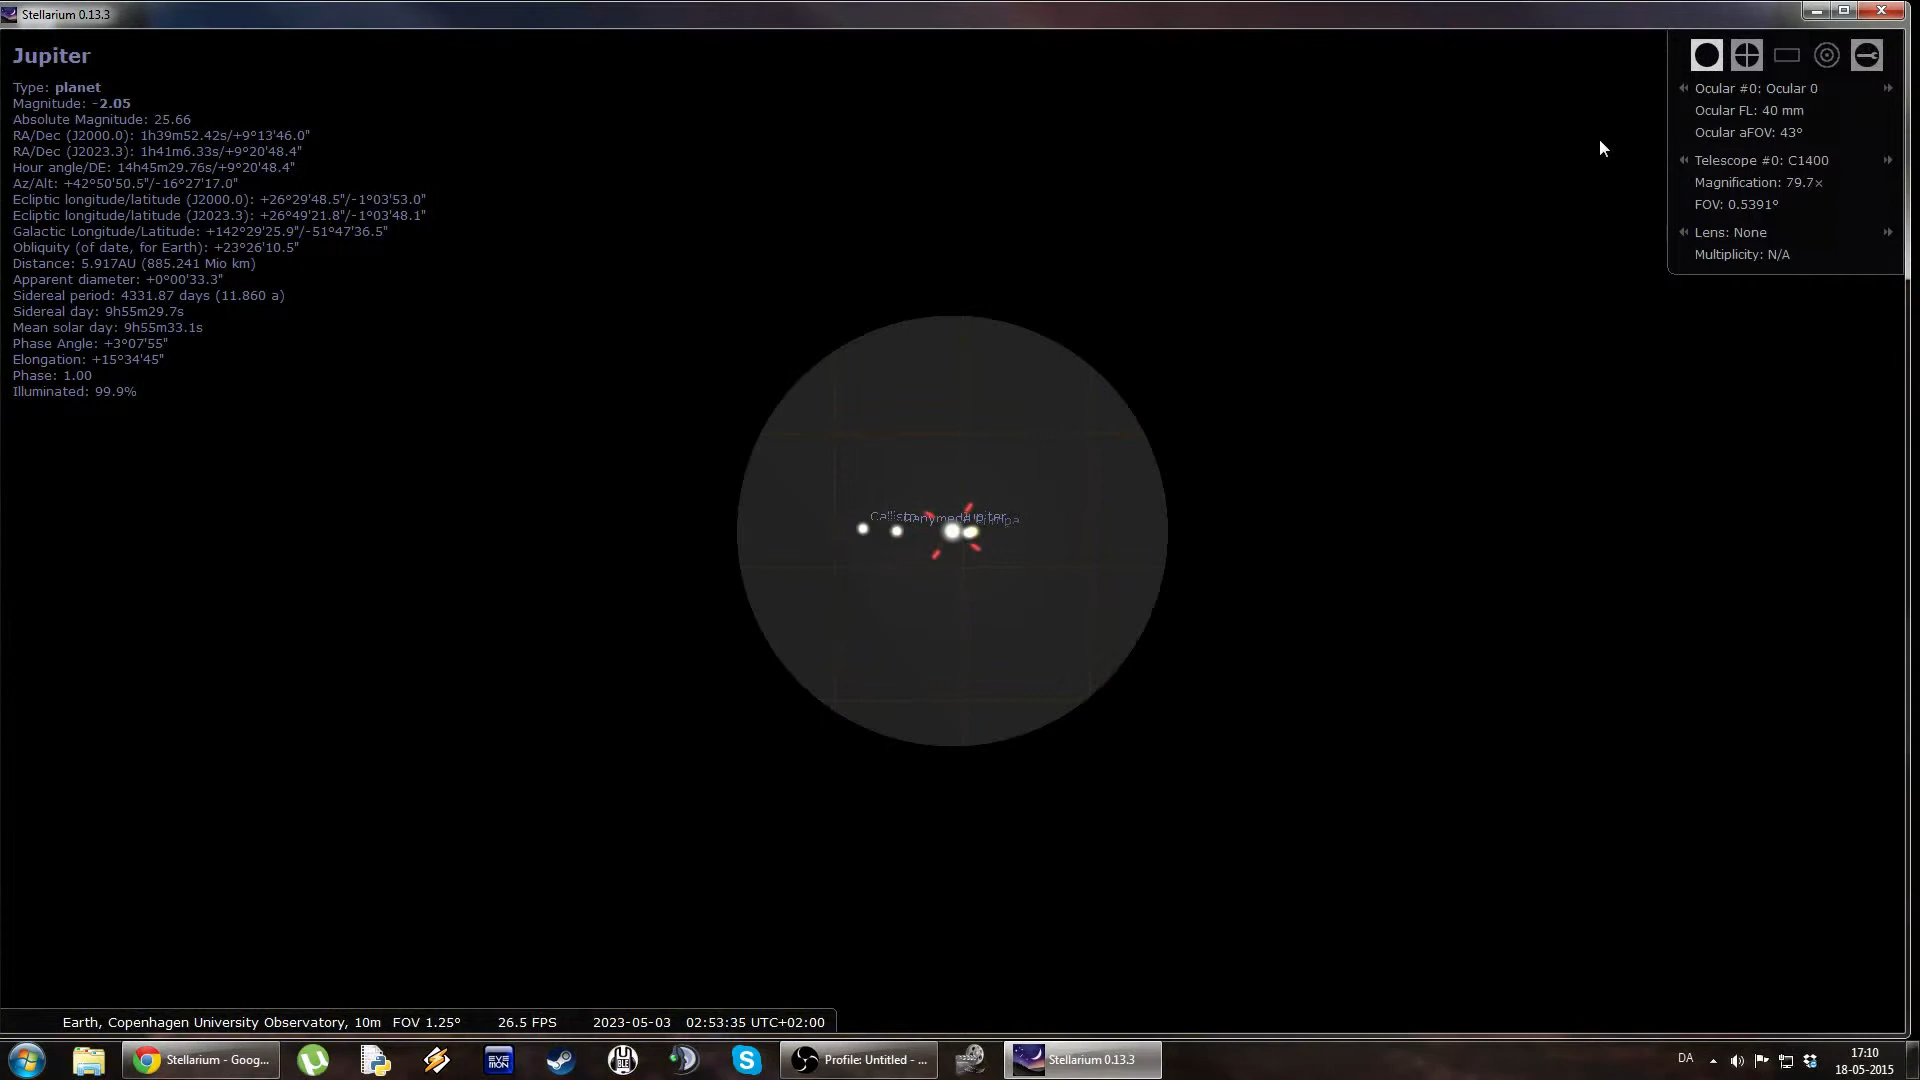 Stellarium 0.13.3
Jupiter
Type: planet
Magnitude: -2.05
Absolute Magnitude: 25.66
RA/Dec (J2000.0): 1h39m52.42s/+9°13'46.0"
RA/Dec (J2023.3): 1h41m6.33s/+9°20'48.4"
Hour angle/DE: 14h45m29.76s/+9°20'48.4"
Az/Alt: +42°50'50.5"/-16°27'17.0"
Ecliptic longitude/latitude (J2000.0): +26°29'48.5"/-1°03'53.0"
Ecliptic longitude/latitude (J2023.3): +26°49'21.8"/-1°03'48.1"
Galactic Longitude/Latitude: +142°29'25.9"/-51°47'36.5"
Obliquity (of date, for Earth): +23°26'10.5"
Distance: 5.917AU (885.241 Mio km)
Apparent diameter: +0°00'33.3"
Sidereal period: 4331.87 days (11.860 a)
Sidereal day: 9h55m29.7s
Mean solar day: 9h55m33.1s
Phase Angle: +3°07'55"
Elongation: +15°34'45"
Phase: 1.00
Illuminated: 99.9%
Ocular #0: Ocular 0
Ocular FL: 40 mm
Ocular aFOV: 43°
Telescope #0: C1400
Magnification: 79.7×
FOV: 0.5391°
Lens: None
Multiplicity: N/A
Callisto Ganymede Jupiter
Earth, Copenhagen University Observatory, 10m FOV 1.25° 26.5 FPS 2023-05-03 02:53:35 UTC+02:00
Stellarium - Goog...
EVE MON
Profile: Untitled - ...
Stellarium 0.13.3
DA
17:10
18-05-2015